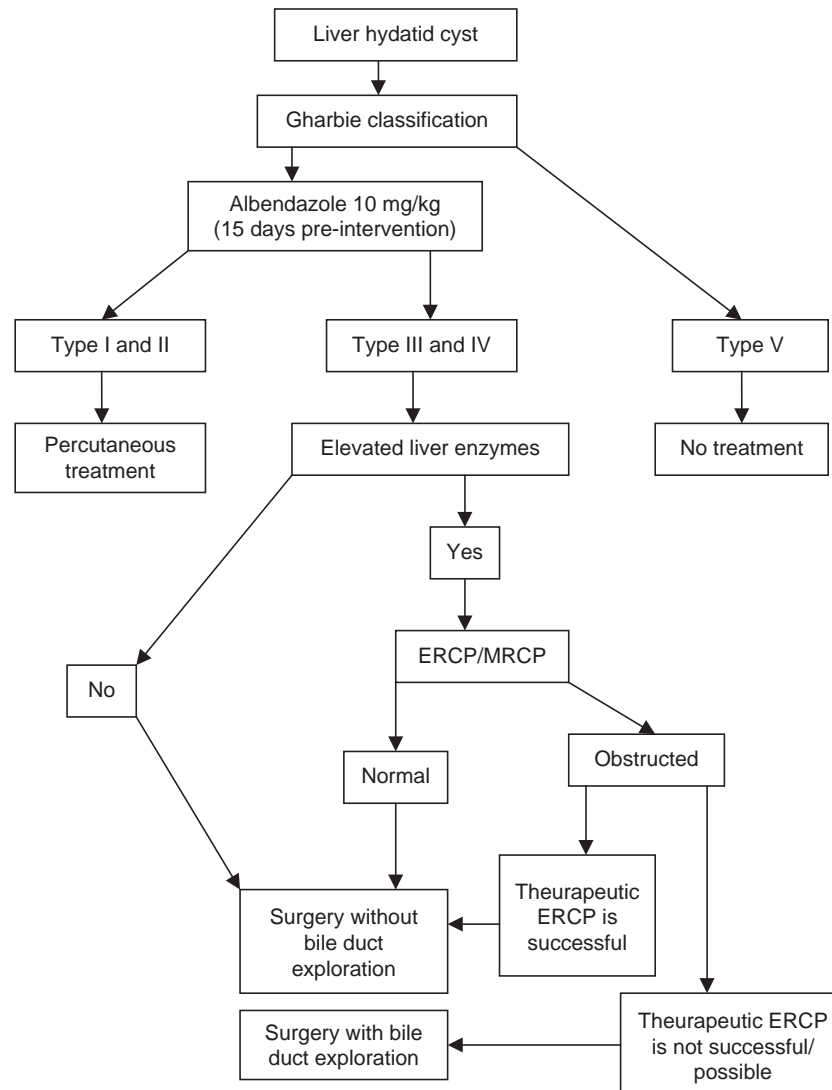 Liver hydatid cyst
Gharbie classification
Albendazole 10 mg/kg
(15 days pre-intervention)
Type I and II
Type III and IV
Type V
Percutaneous
treatment
Elevated liver enzymes
No treatment
Yes
ERCP/MRCP
No
Normal
Obstructed
Surgery without
bile duct
exploration
Theurapeutic
ERCP is
successful
Surgery with bile
duct exploration
Theurapeutic ERCP
is not successful/
possible